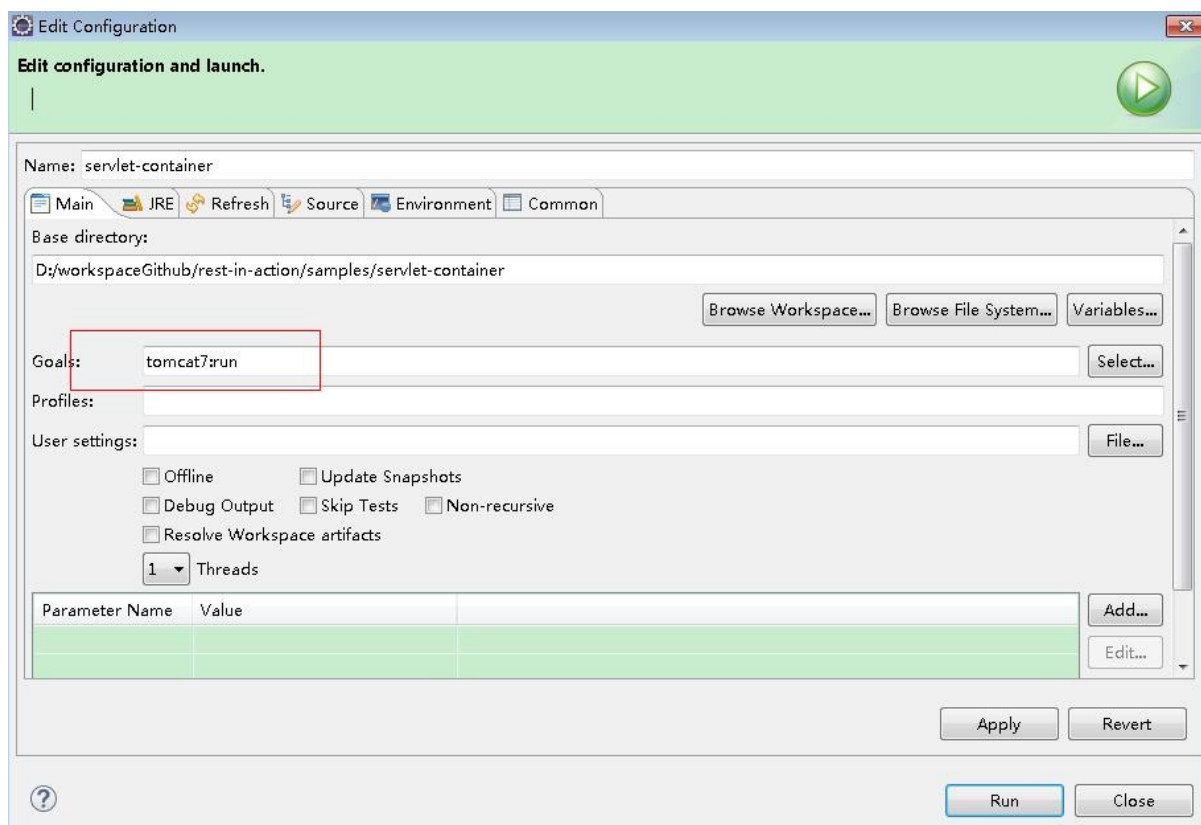 Edit Configuration
Edit configuration and launch.
Name: servlet-container
Main JRE Refresh Source Environment Common
Base directory:
D:/workspaceGithub/rest-in-action/samples/servlet-container
Browse Workspace... Browse File System... Variables...
Goals: tomcat7:run Select...
Profiles:
User settings: File...
Offline Update Snapshots
Debug Output Skip Tests Non-recursive
Resolve Workspace artifacts
1 Threads
Parameter Name Value Add...
Edit...
Apply Revert
? Run Close